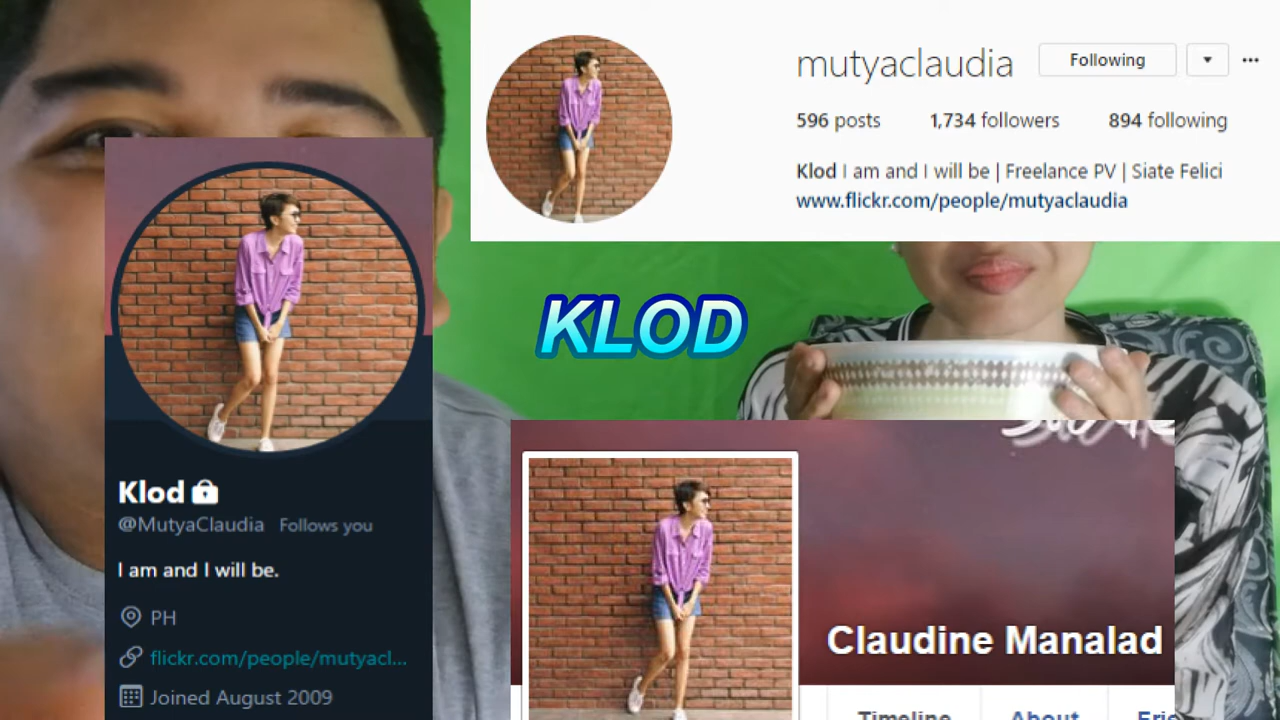 mutyaclaudia Following
596 posts 1,734 followers 894 following
Klod I am and I will be | Freelance PV | Siate Felici
www.flickr.com/people/mutyaclaudia
KLOD
Klod
@MutyaClaudia Follows you
I am and I will be.
PH
flickr.com/people/mutyacl...
Joined August 2009
Claudine Manalad
Timeline About